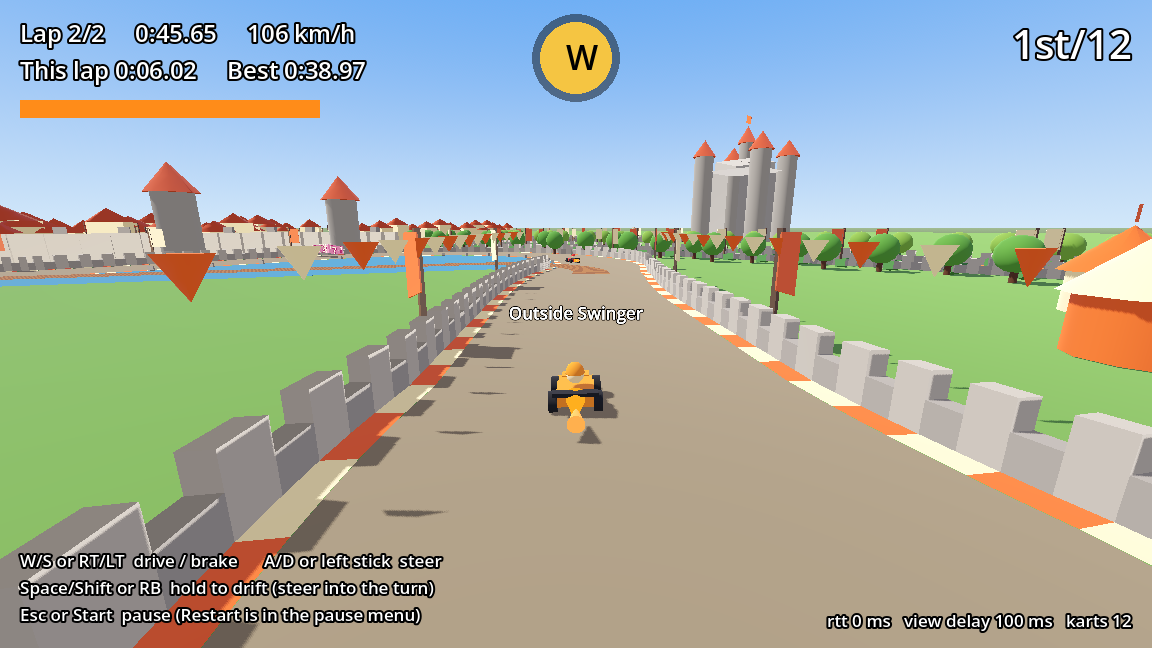 Lap 2/2 0:45.65 106 km/h
This lap 0:06.02 Best 0:38.97
W
1st/12
Outside Swinger
W/S or RT/LT drive / brake A/D or left stick steer
Space/Shift or RB hold to drift (steer into the turn)
Esc or Start pause (Restart is in the pause menu)
rtt 0 ms view delay 100 ms karts 12